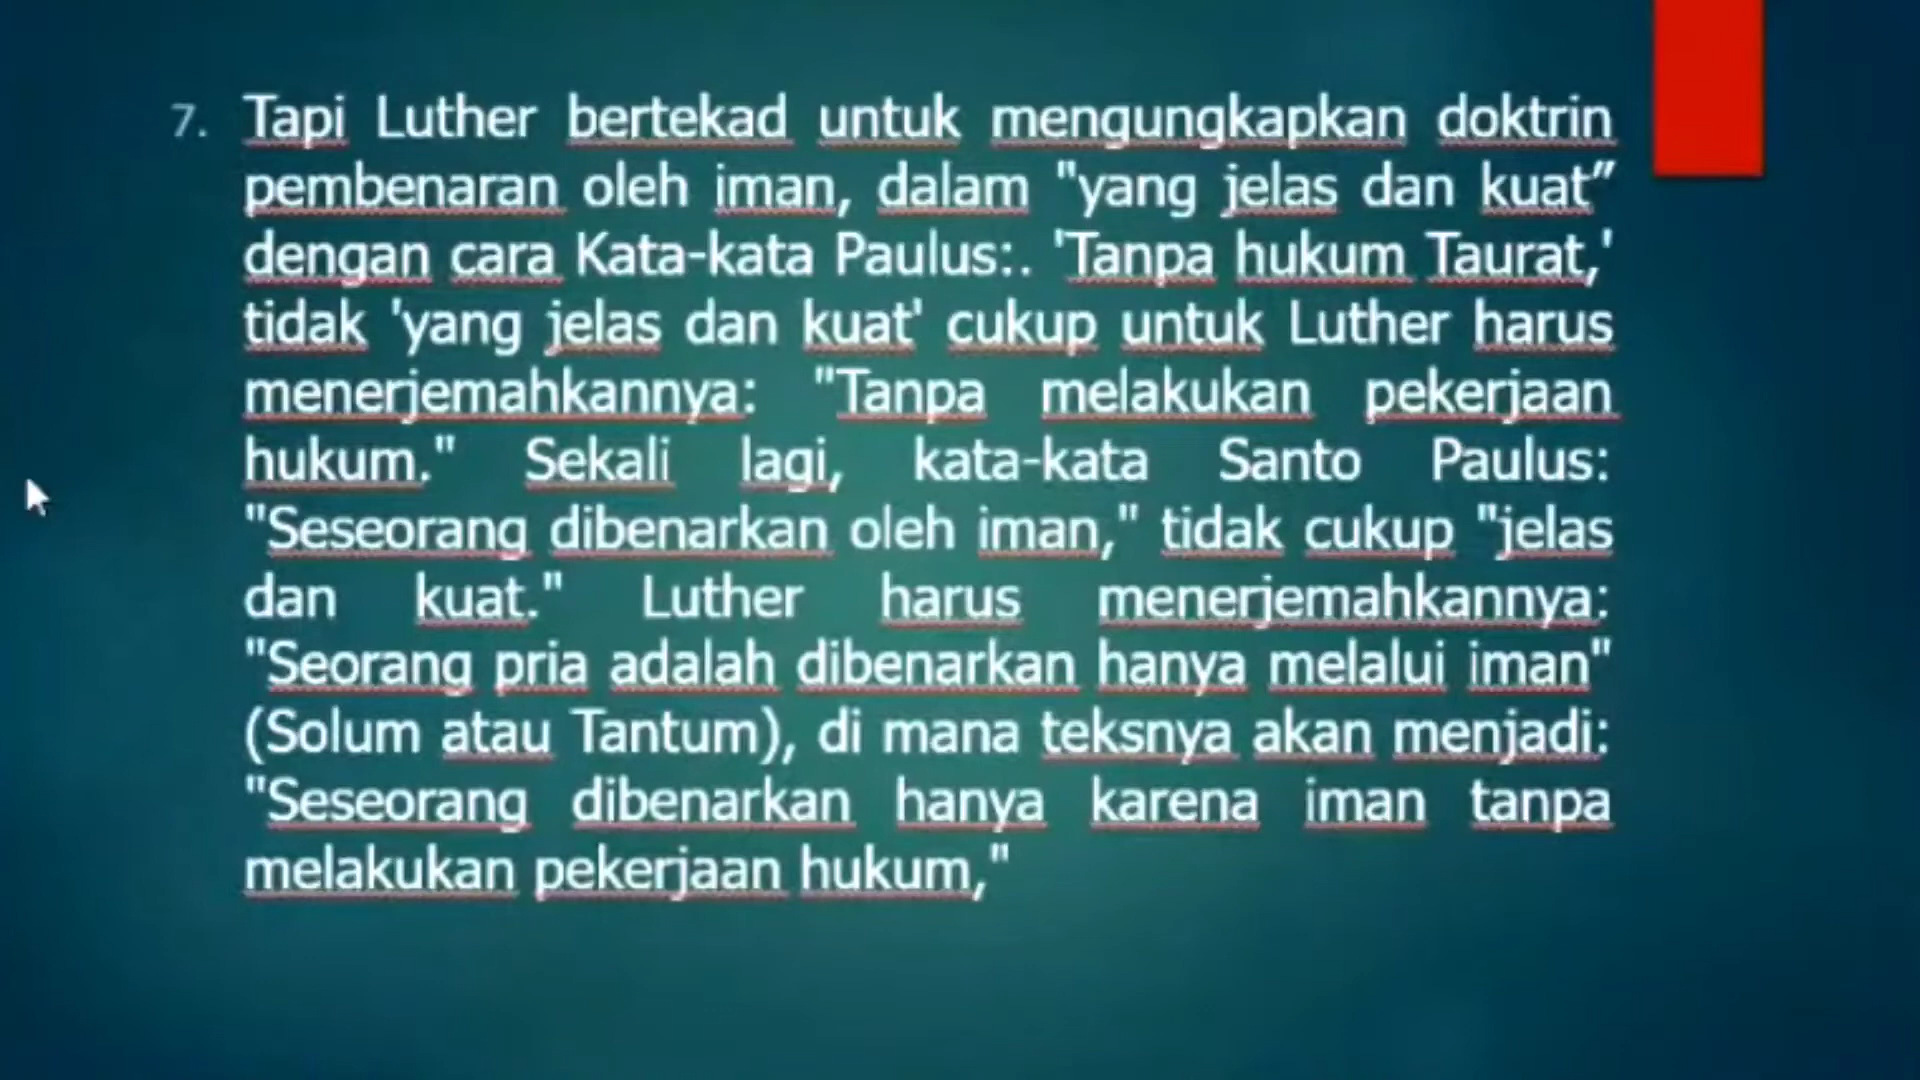 7. Tapi Luther bertekad untuk mengungkapkan doktrin
pembenaran oleh iman, dalam "yang jelas dan kuat”
dengan cara Kata-kata Paulus:. 'Tanpa hukum Taurat,'
tidak 'yang jelas dan kuat' cukup untuk Luther harus
menerjemahkannya: "Tanpa melakukan pekerjaan
hukum." Sekali lagi, kata-kata Santo Paulus:
"Seseorang dibenarkan oleh iman," tidak cukup "jelas
dan kuat." Luther harus menerjemahkannya:
"Seorang pria adalah dibenarkan hanya melalui iman"
(Solum atau Tantum), di mana teksnya akan menjadi:
"Seseorang dibenarkan hanya karena iman tanpa
melakukan pekerjaan hukum,"